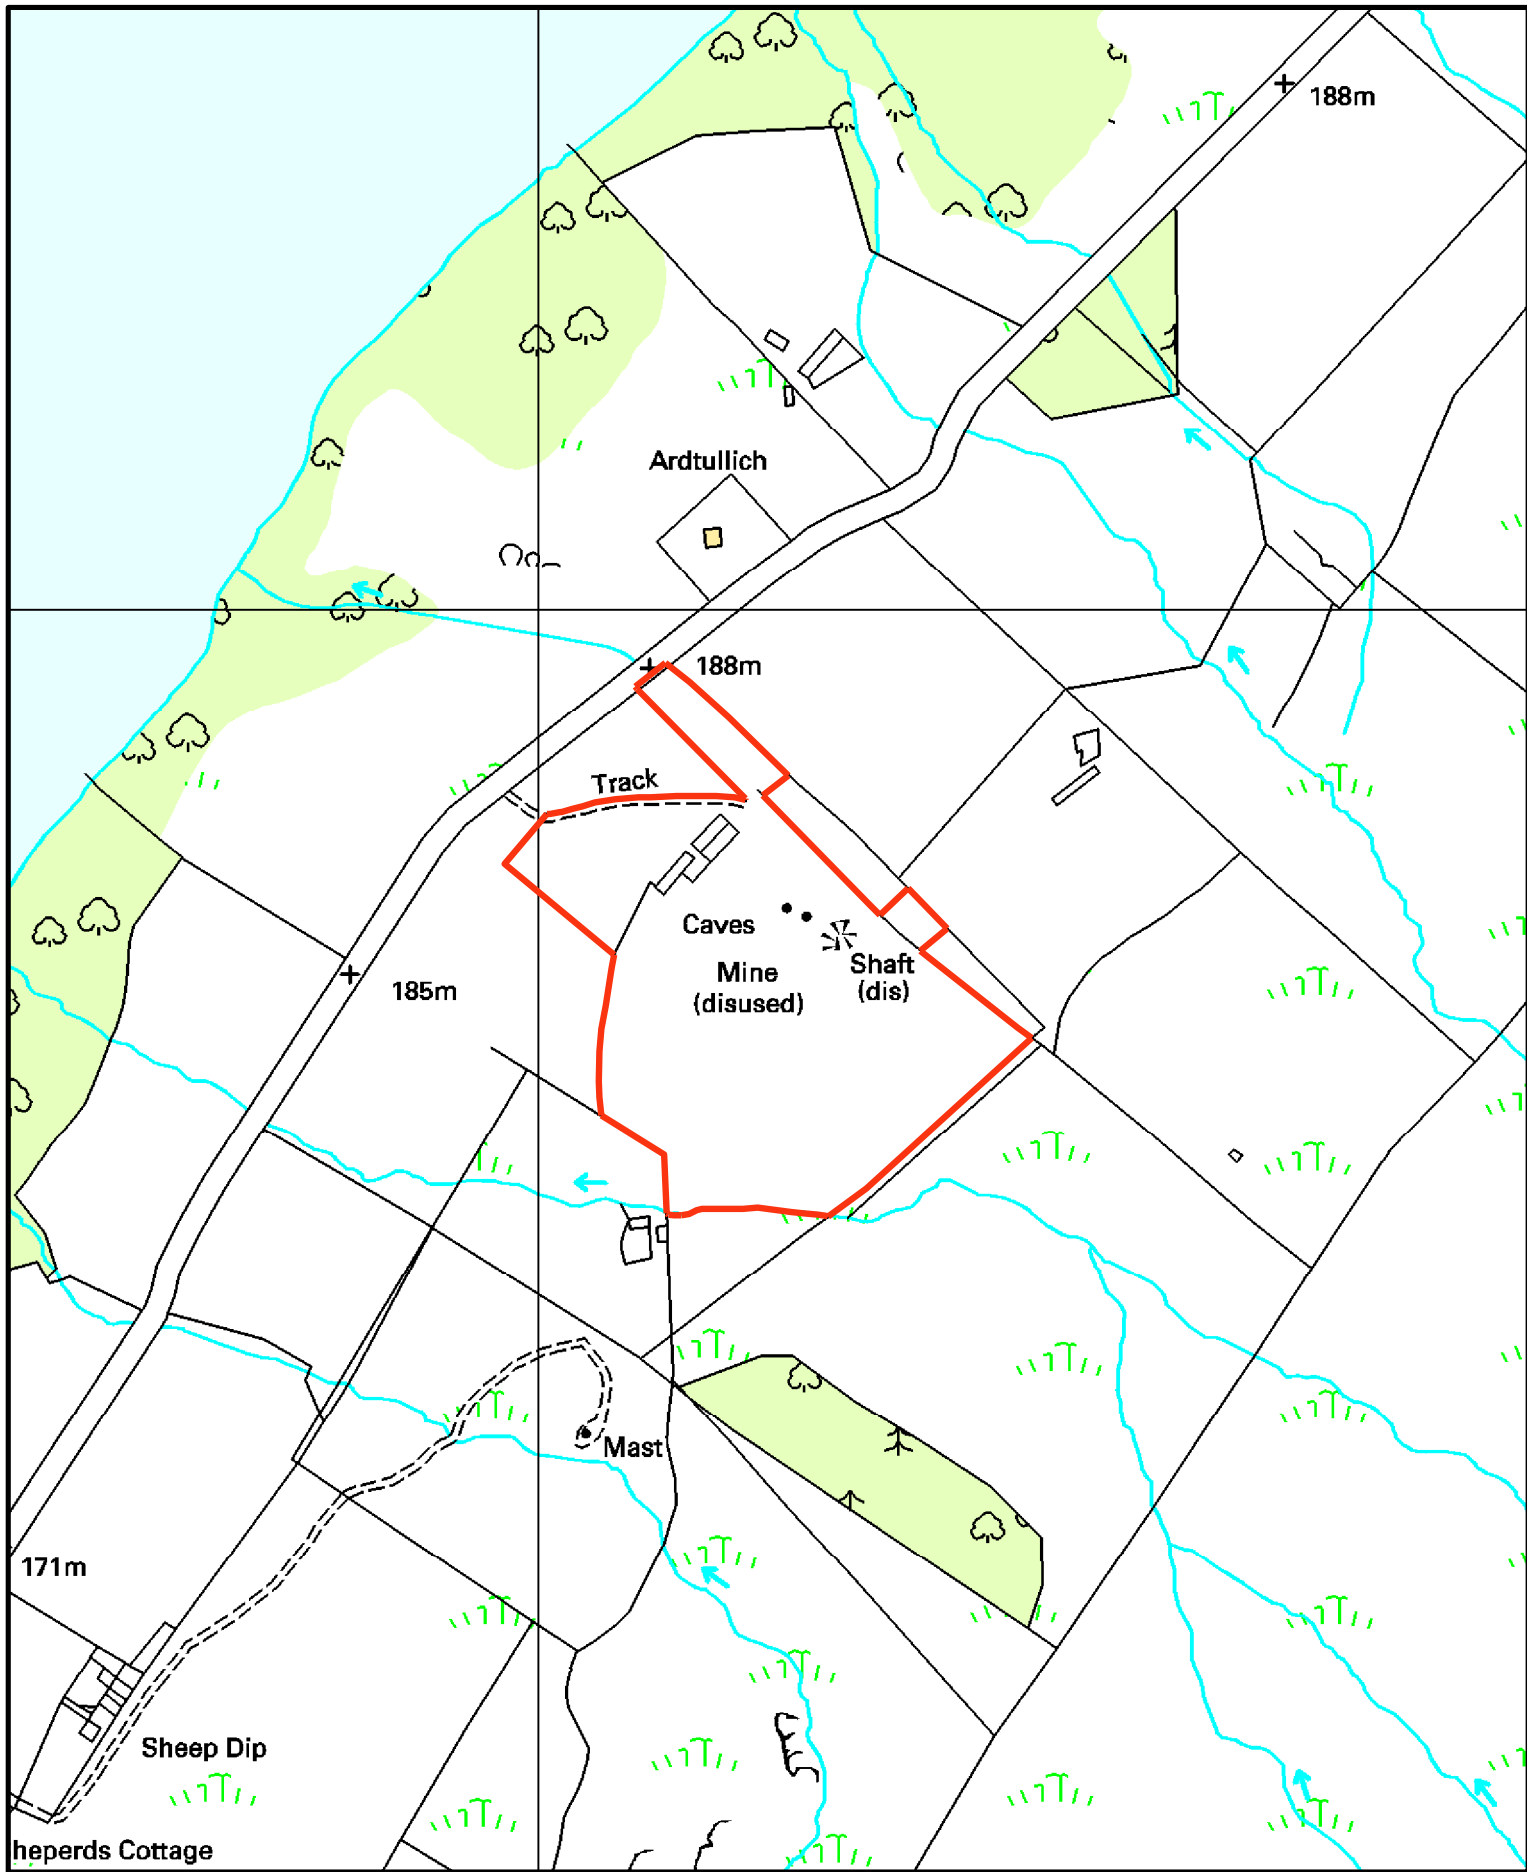 188m
Ardtullich
188m
Track
Caves
Mine
(disused)
Shaft
(dis)
185m
Mast
171m
Sheep Dip
heperds Cottage